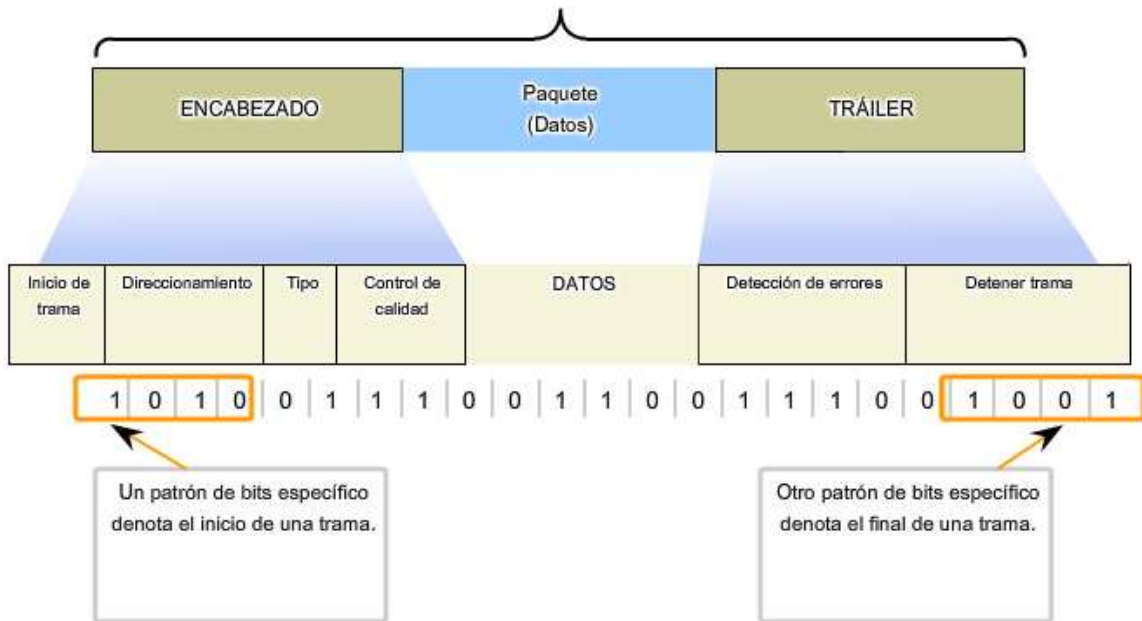 ENCABEZADO
Paquete
(Datos)
TRÁILER
Inicio de
trama
Direccionamiento
Tipo
Control de
calidad
DATOS
Detección de errores
Detener trama
1 0 1 0 0 1 1 1 0 0 1 1 0 0 1 1 1 0 0 1 0 0 1
Un patrón de bits específico
denota el inicio de una trama.
Otro patrón de bits específico
denota el final de una trama.